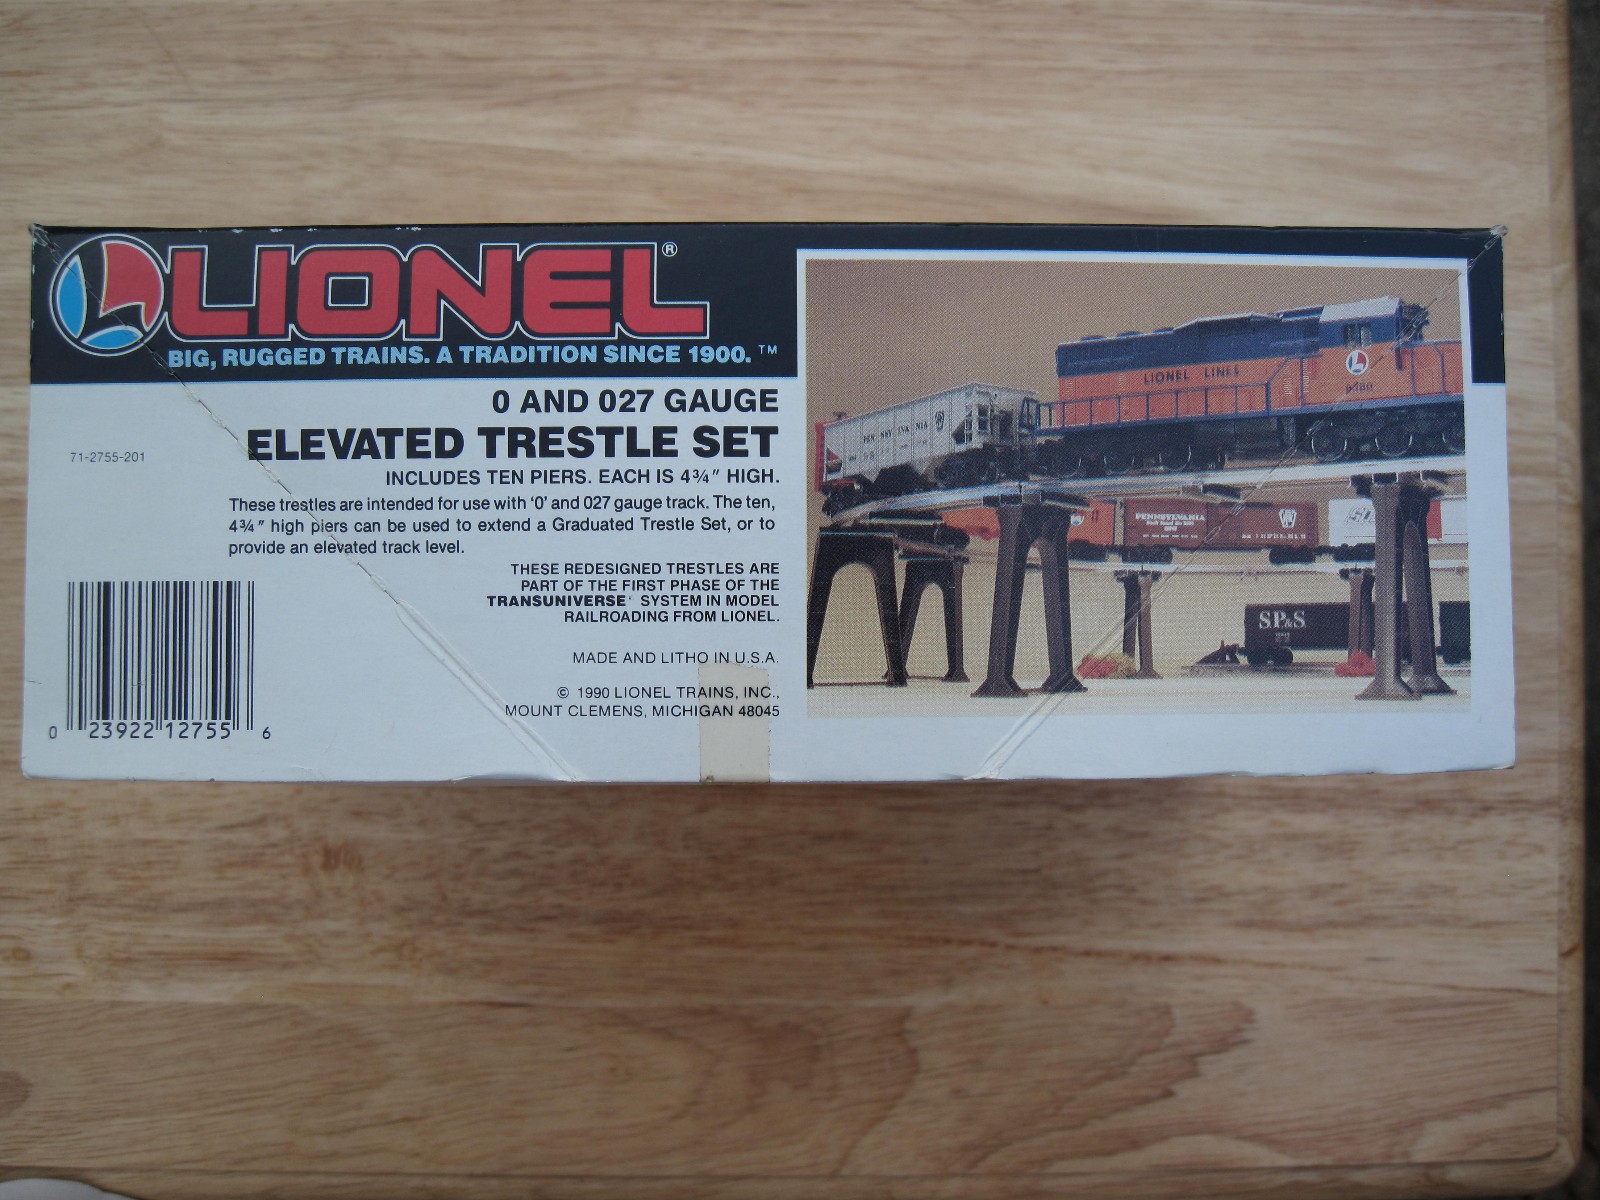 LIONEL®
BIG, RUGGED TRAINS. A TRADITION SINCE 1900.™
0 AND 027 GAUGE
ELEVATED TRESTLE SET
71-2755-201
INCLUDES TEN PIERS. EACH IS 4¾" HIGH.
These trestles are intended for use with '0' and 027 gauge track. The ten,
4¾" high piers can be used to extend a Graduated Trestle Set, or to
provide an elevated track level.
THESE REDESIGNED TRESTLES ARE
PART OF THE FIRST PHASE OF THE
TRANSUNIVERSE SYSTEM IN MODEL
RAILROADING FROM LIONEL.
MADE AND LITHO IN U.S.A.
© 1990 LIONEL TRAINS, INC.,
MOUNT CLEMENS, MICHIGAN 48045
0 23922 12755 6
LIONEL LINES
PENNSYLVANIA
PENNSYLVANIA
SP&S